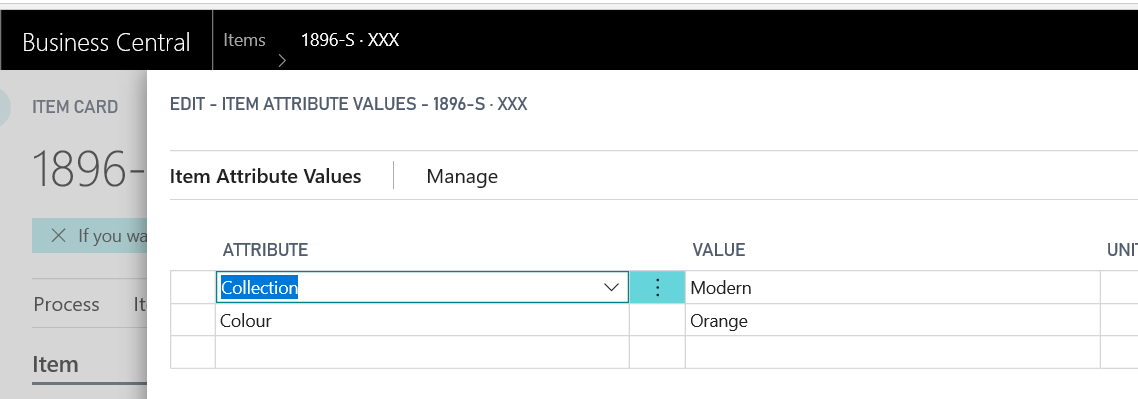 Business Central Items 1896-S · XXX
ITEM CARD
EDIT - ITEM ATTRIBUTE VALUES - 1896-S · XXX
1896-
Item Attribute Values Manage
If you wa
ATTRIBUTE VALUE UNI
Collection Modern
Process It
Colour Orange
Item